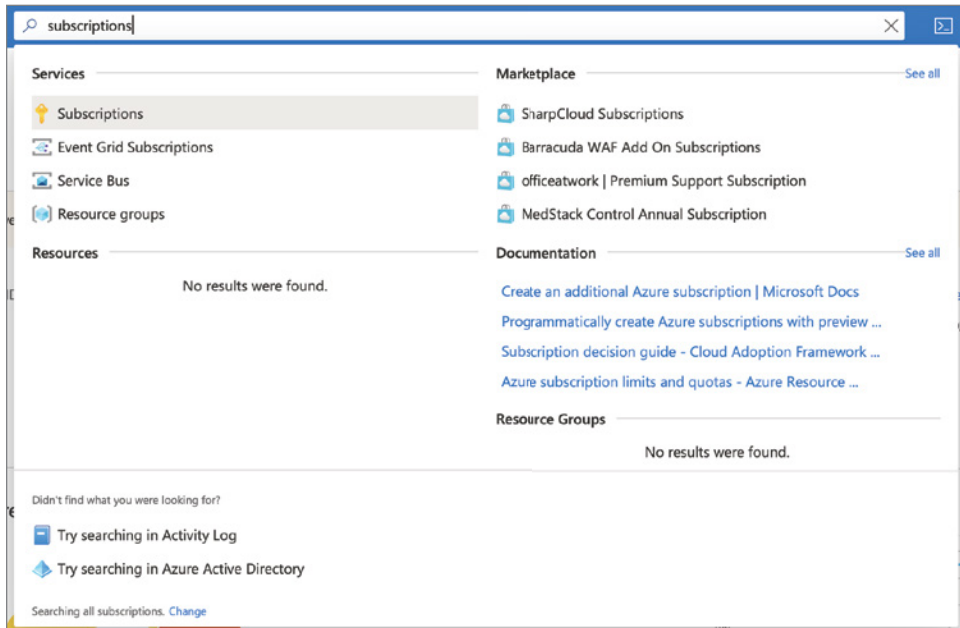 subscriptions
Services
Subscriptions
Event Grid Subscriptions
Service Bus
Resource groups
Resources
No results were found.
Marketplace
See all
SharpCloud Subscriptions
Barracuda WAF Add On Subscriptions
officeatwork | Premium Support Subscription
MedStack Control Annual Subscription
Documentation
See all
Create an additional Azure subscription | Microsoft Docs
Programmatically create Azure subscriptions with preview ...
Subscription decision guide - Cloud Adoption Framework ...
Azure subscription limits and quotas - Azure Resource ...
Resource Groups
No results were found.
Didn't find what you were looking for?
Try searching in Activity Log
Try searching in Azure Active Directory
Searching all subscriptions. Change